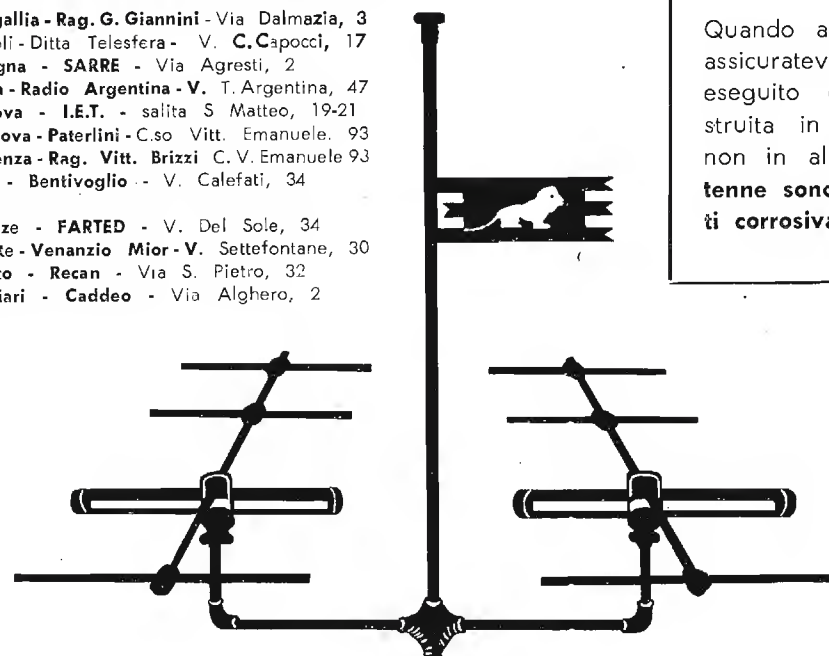 gallia - Rag. G. Giannini - Via Dalmazia, 3
li - Ditta Telesfera - V. C. Capocci, 17
gna - SARRE - Via Agresti, 2
a - Radio Argentina - V. T. Argentina, 47
ova - I.E.T. - salita S Matteo, 19-21
ova - Paterlini - C.so Vitt. Emanuele. 93
enza - Rag. Vitt. Brizzi C. V. Emanuele 93
- Bentivoglio - V. Calefati, 34
ze - FARTED - V. Del Sole, 34
te - Venanzio Mior - V. Settefontane, 30
to - Recan - Via S. Pietro, 32
iari - Caddeo - Via Alghero, 2
Quando a
assicuratev
eseguito
struita in
non in al
tenne sono
ti corrosiva